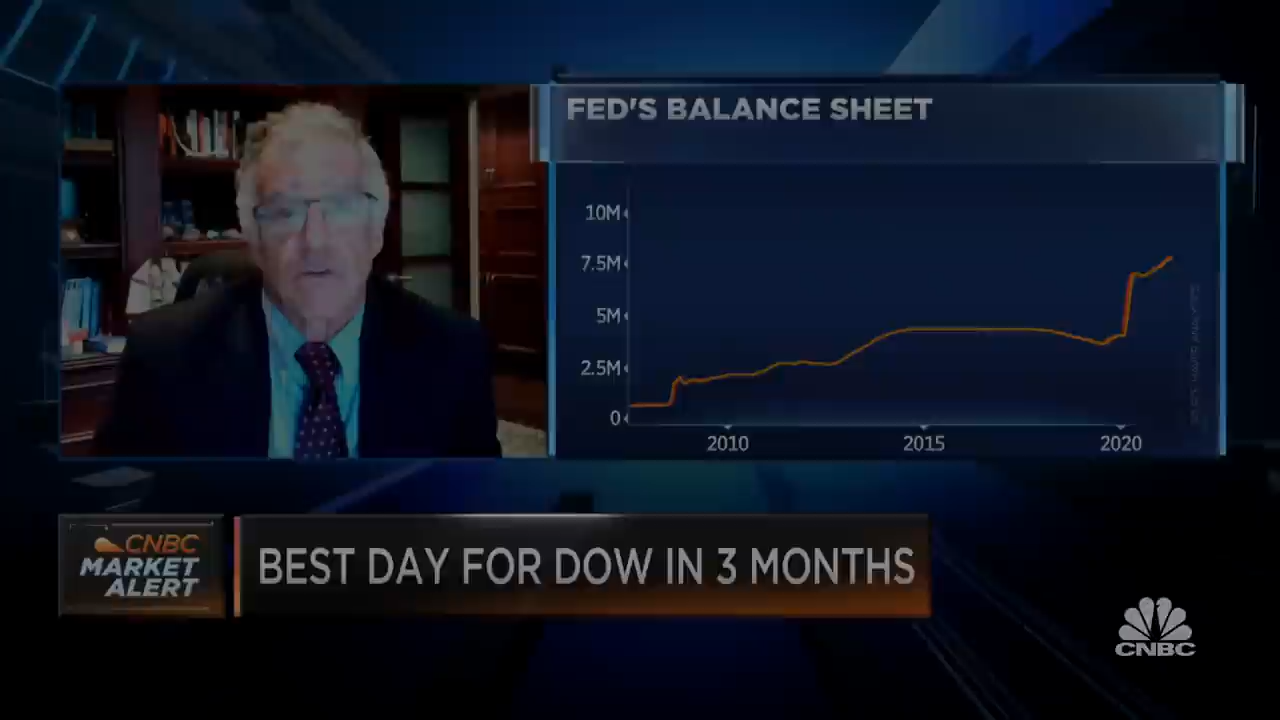 FED'S BALANCE SHEET
10M
7.5M
5M
2.5M
0
2010
2015
2020
CNBC
MARKET
ALERT
BEST DAY FOR DOW IN 3 MONTHS
CNBC